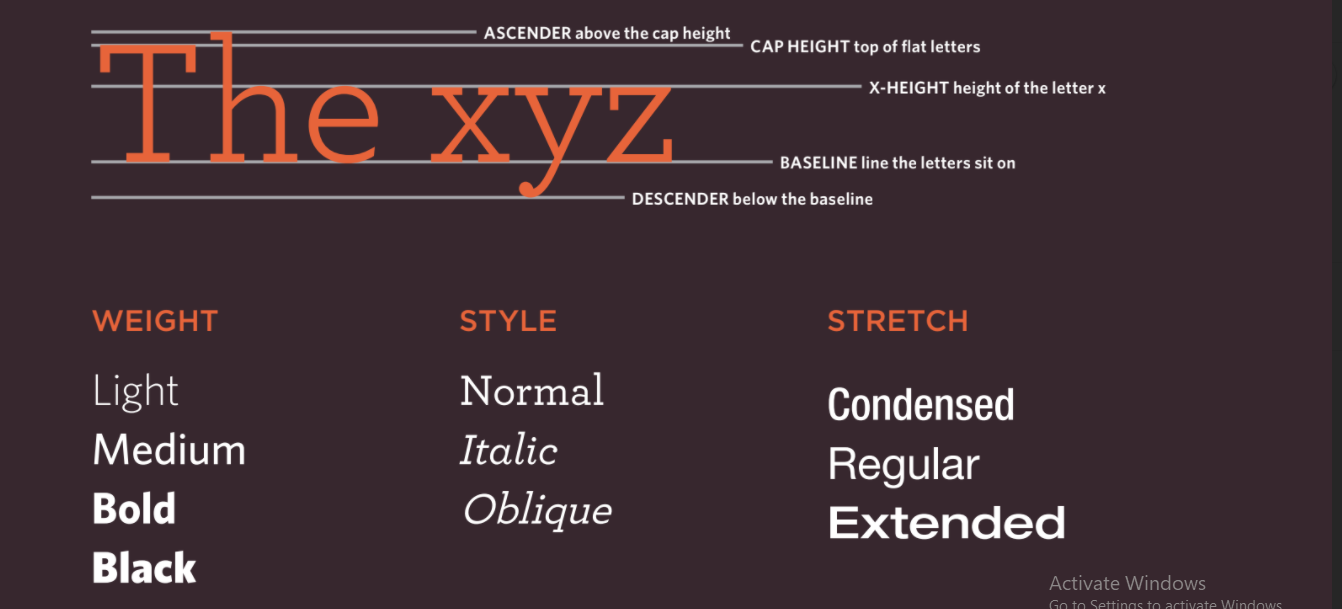 The xyz
ASCENDER above the cap height
CAP HEIGHT top of flat letters
X-HEIGHT height of the letter x
BASELINE line the letters sit on
DESCENDER below the baseline
WEIGHT
Light
Medium
Bold
Black
STYLE
Normal
Italic
Oblique
STRETCH
Condensed
Regular
Extended
Activate Windows
Go to Settings to activate Windows.